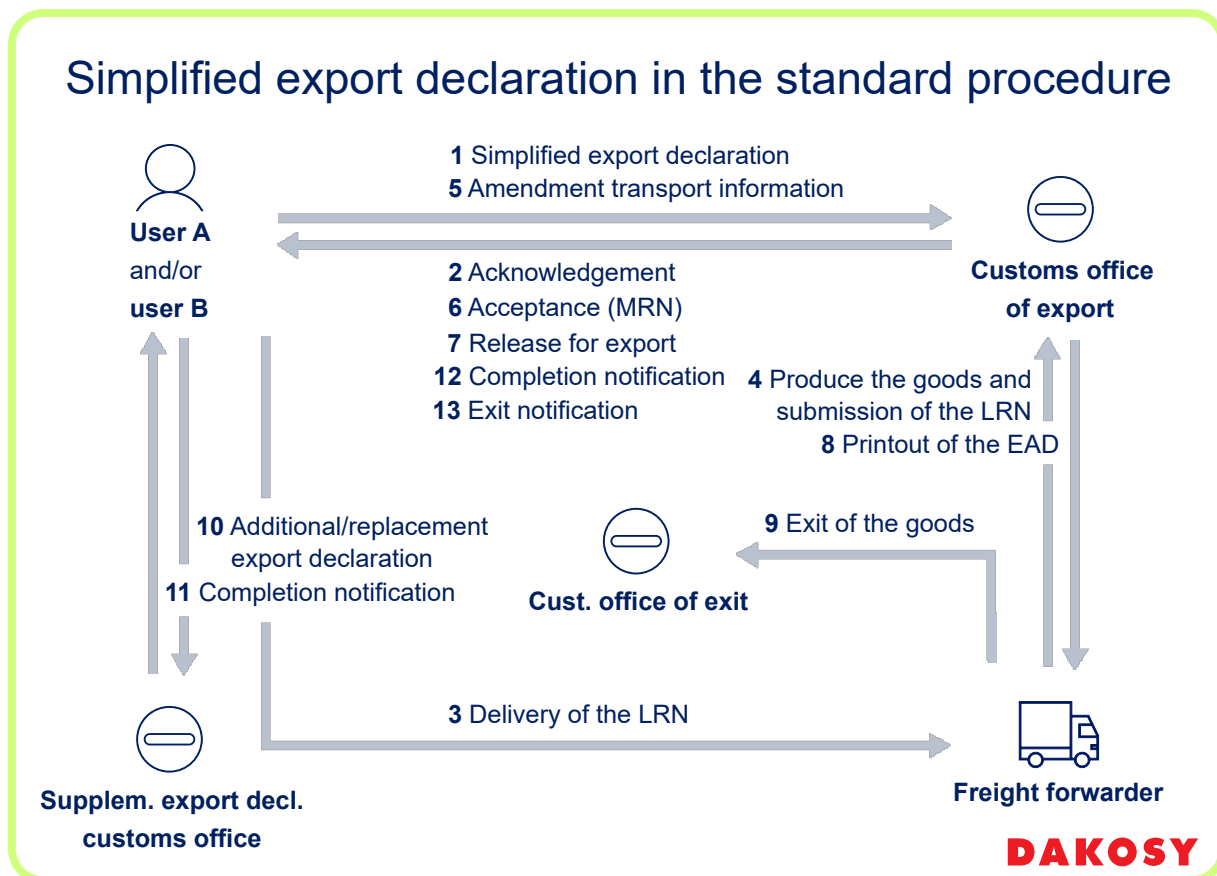 Simplified export declaration in the standard procedure
1 Simplified export declaration
5 Amendment transport information
User A
and/or
user B
Customs office
of export
2 Acknowledgement
6 Acceptance (MRN)
7 Release for export
12 Completion notification
13 Exit notification
4 Produce the goods and
submission of the LRN
8 Printout of the EAD
10 Additional/replacement
export declaration
11 Completion notification
9 Exit of the goods
Cust. office of exit
3 Delivery of the LRN
Supplem. export decl.
customs office
Freight forwarder
DAKOSY